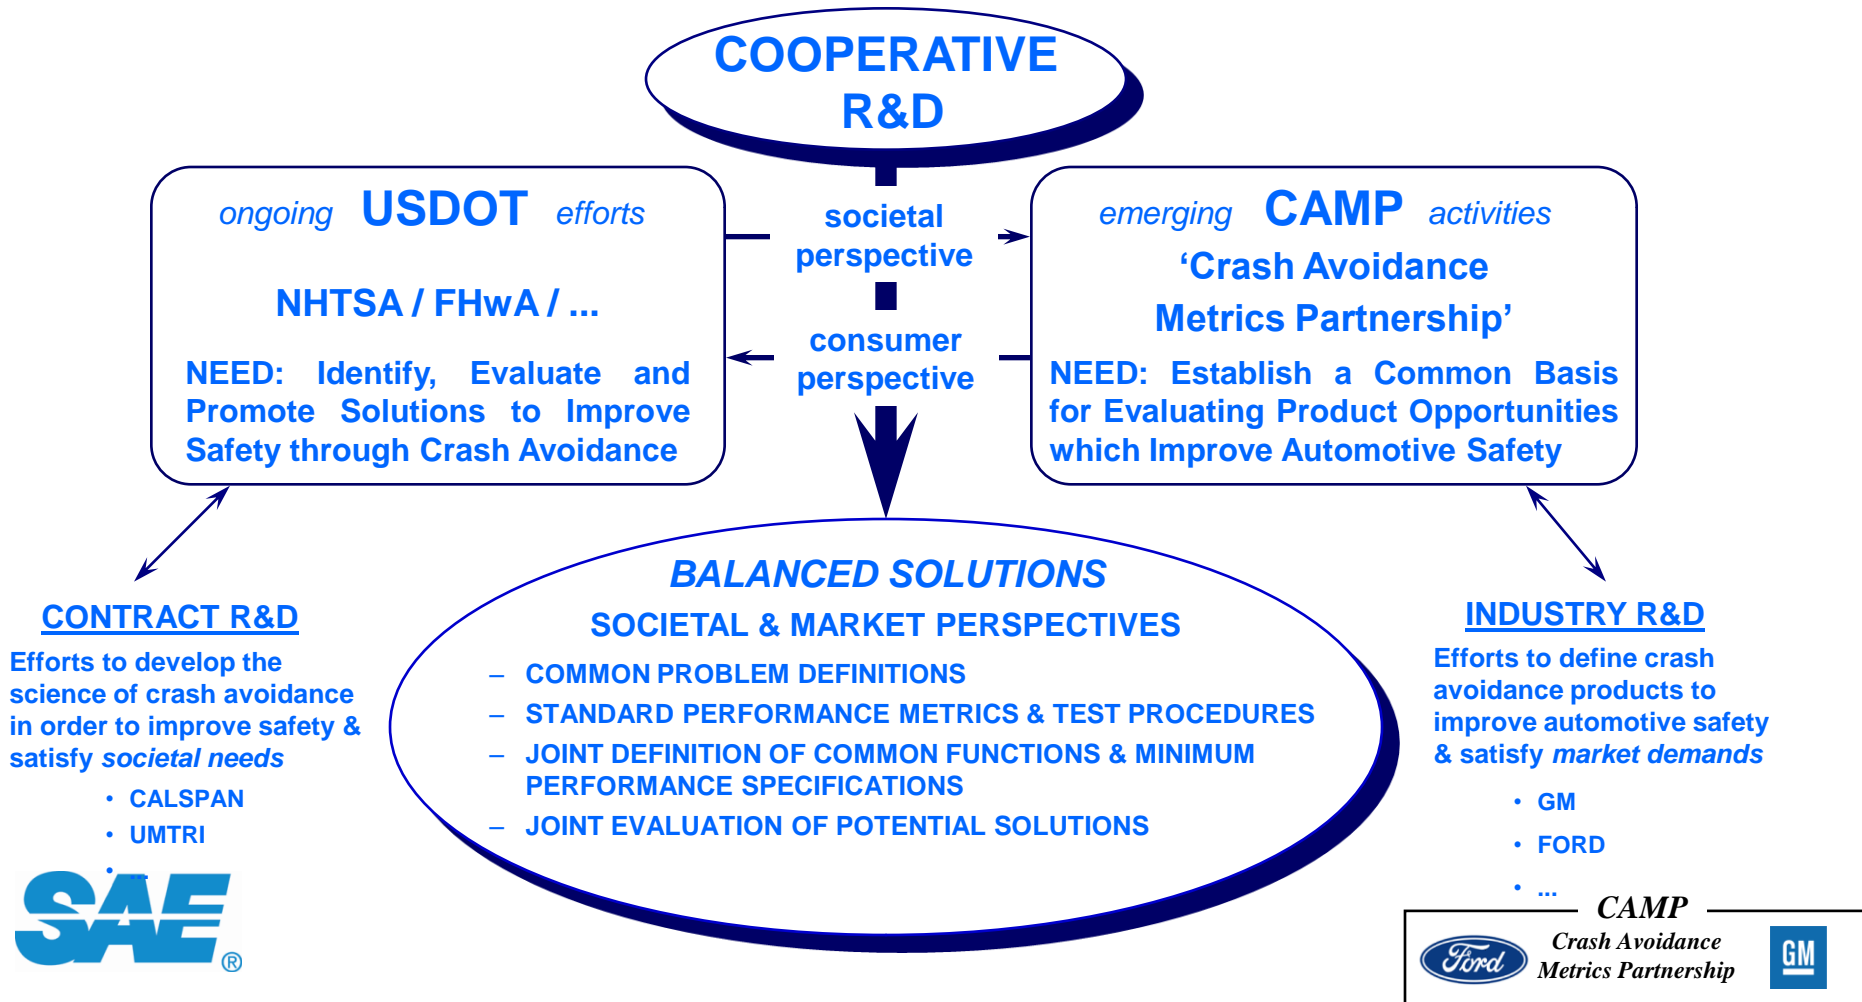 COOPERATIVE
R&D
ongoing USDOT efforts
NHTSA / FHwA / ...
NEED: Identify, Evaluate and
Promote Solutions to Improve
Safety through Crash Avoidance
societal
perspective
consumer
perspective
emerging CAMP activities
‘Crash Avoidance
Metrics Partnership’
NEED: Establish a Common Basis
for Evaluating Product Opportunities
which Improve Automotive Safety
CONTRACT R&D
Efforts to develop the
science of crash avoidance
in order to improve safety &
satisfy societal needs
• CALSPAN
• UMTRI
• ...
BALANCED SOLUTIONS
SOCIETAL & MARKET PERSPECTIVES
– COMMON PROBLEM DEFINITIONS
– STANDARD PERFORMANCE METRICS & TEST PROCEDURES
– JOINT DEFINITION OF COMMON FUNCTIONS & MINIMUM
PERFORMANCE SPECIFICATIONS
– JOINT EVALUATION OF POTENTIAL SOLUTIONS
INDUSTRY R&D
Efforts to define crash
avoidance products to
improve automotive safety
& satisfy market demands
• GM
• FORD
• ...
SAE ®
CAMP
Crash Avoidance
Metrics Partnership
Ford
GM